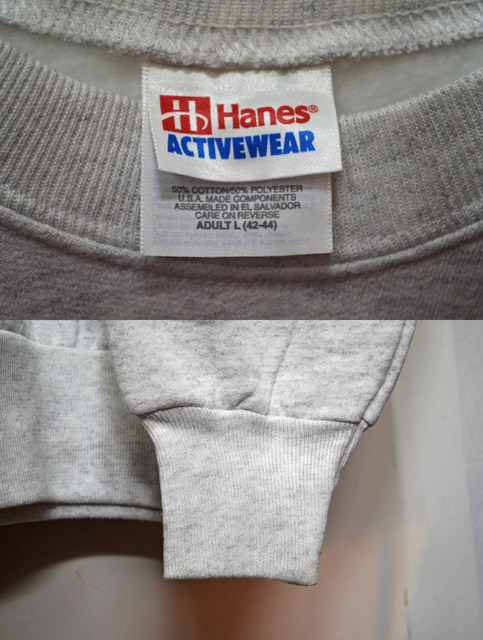 Hanes®
ACTIVEWEAR
50% COTTON/50% POLYESTER
U.S.A. MADE COMPONENTS
ASSEMBLED IN EL SALVADOR
CARE ON REVERSE
ADULT L (42-44)